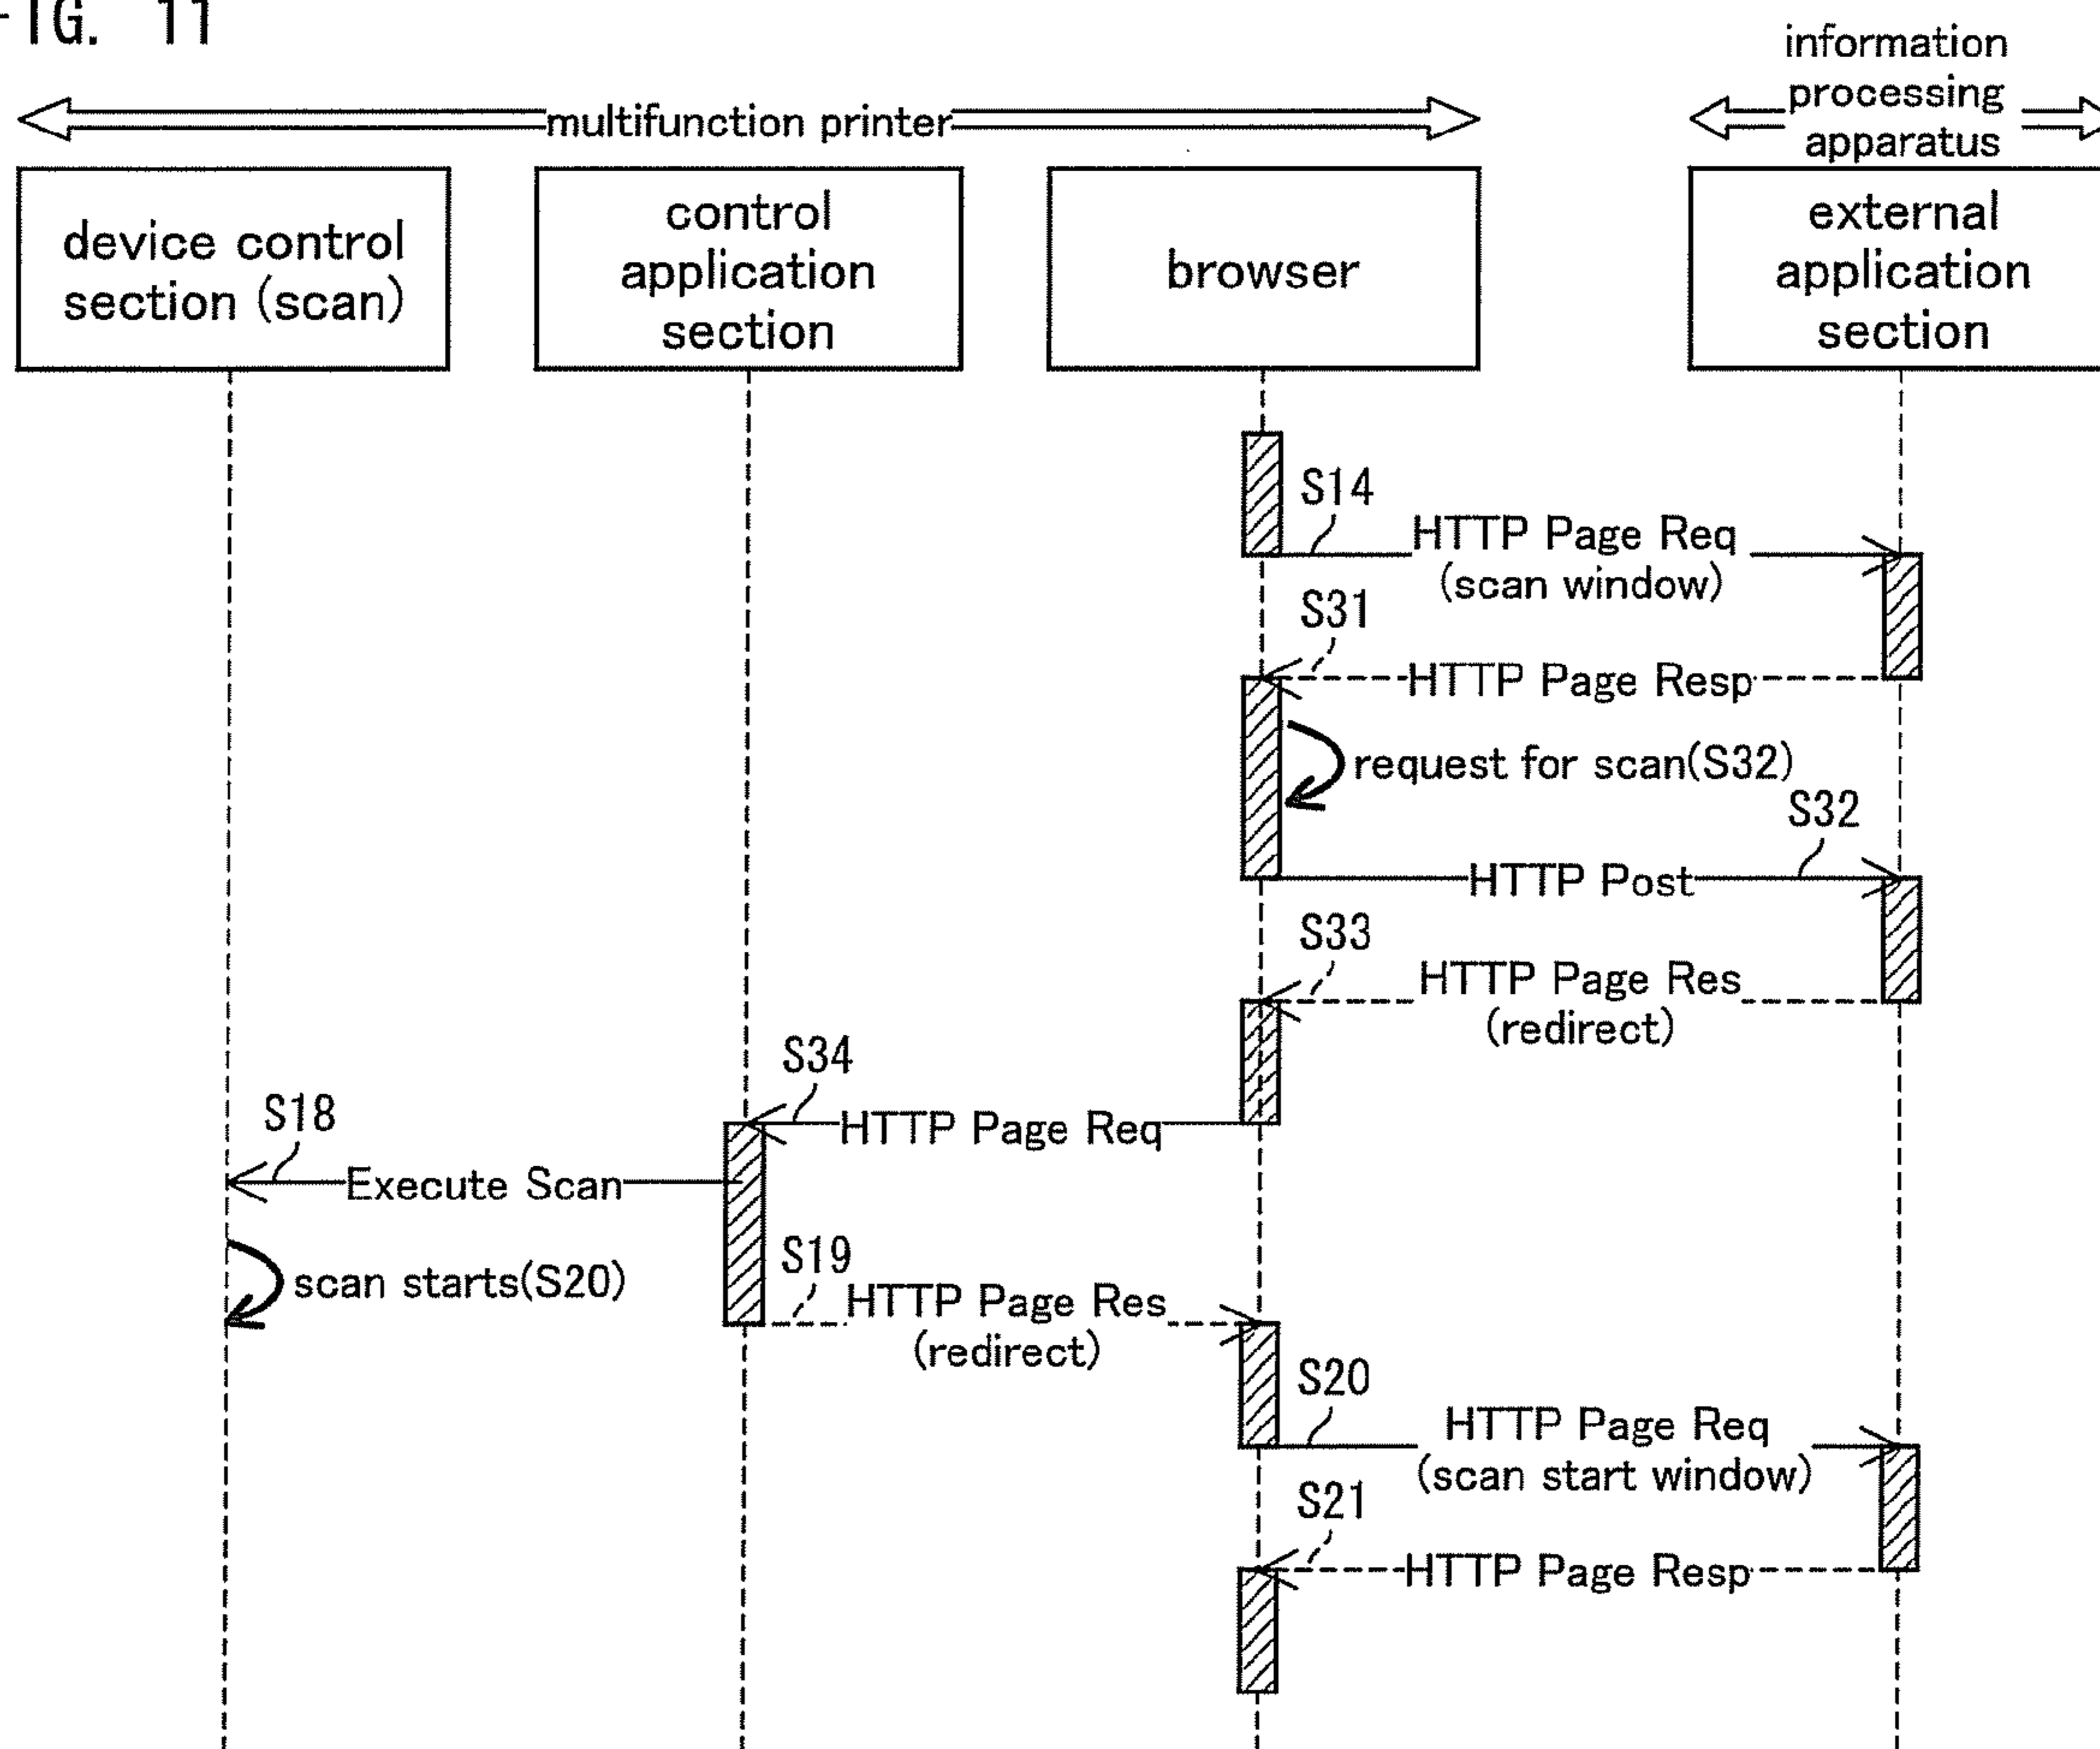 FIG. 11
information
processing
apparatus
multifunction printer
device control
section (scan)
control
application
section
browser
external
application
section
S14
HTTP Page Req
(scan window)
S31
HTTP Page Resp
request for scan(S32)
S32
HTTP Post
S33
HTTP Page Res
(redirect)
S34
HTTP Page Req
S18
Execute Scan
scan starts(S20)
S19
HTTP Page Res
(redirect)
S20
HTTP Page Req
(scan start window)
S21
HTTP Page Resp